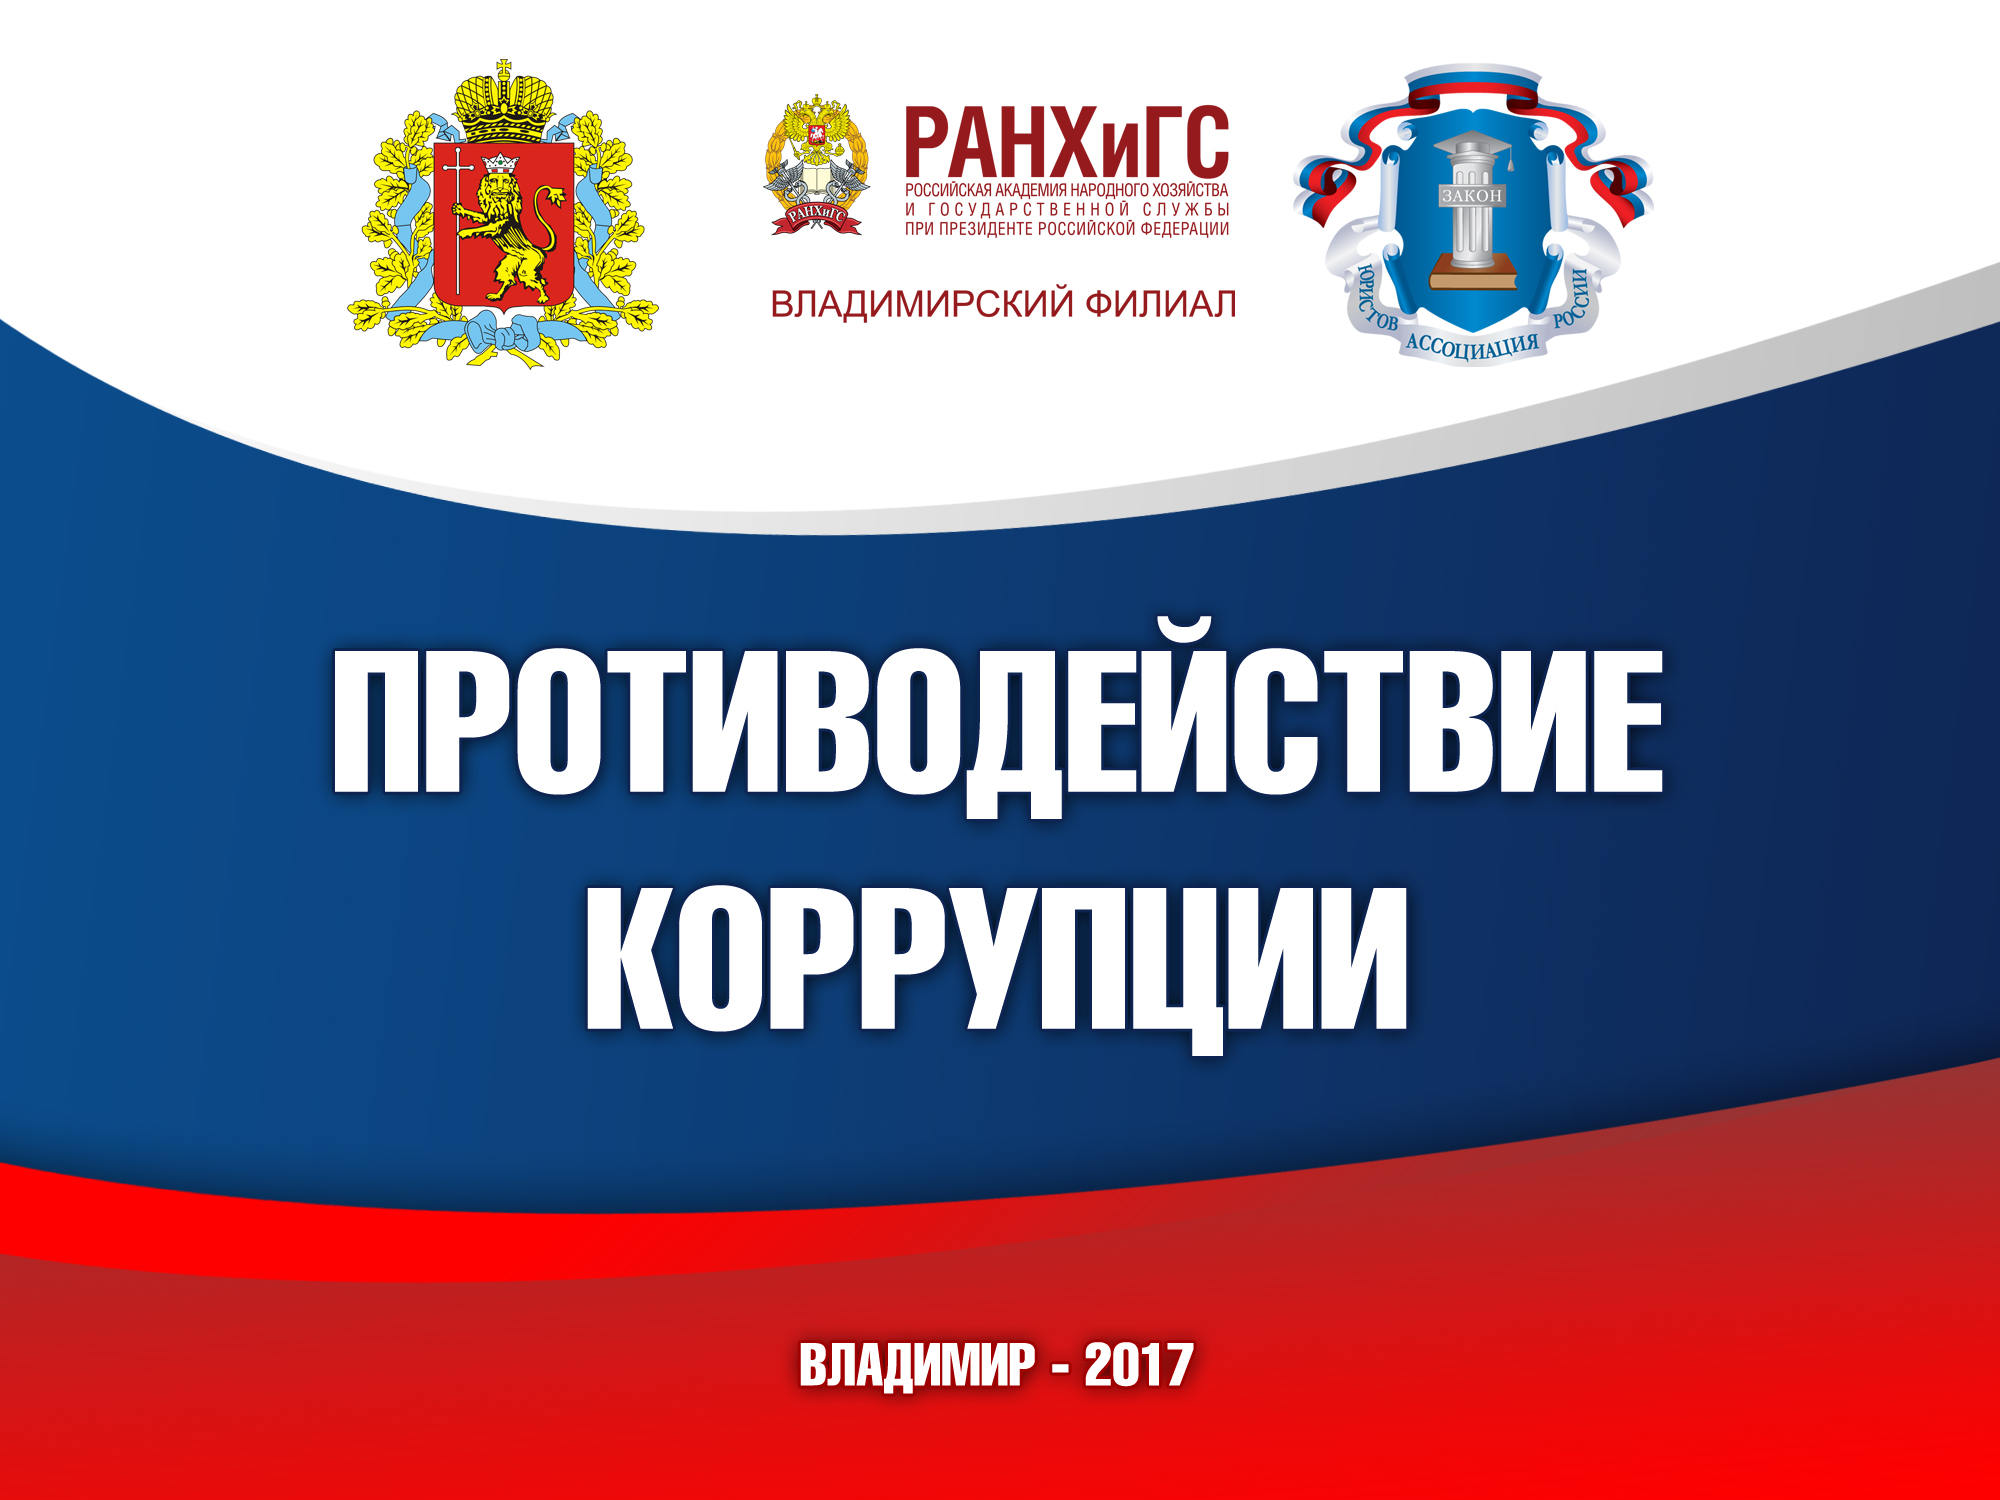 РАНХиГС
РОССИЙСКАЯ АКАДЕМИЯ НАРОДНОГО ХОЗЯЙСТВА
И ГОСУДАРСТВЕННОЙ СЛУЖБЫ
ПРИ ПРЕЗИДЕНТЕ РОССИЙСКОЙ ФЕДЕРАЦИИ
РАНХиГС
ВЛАДИМИРСКИЙ ФИЛИАЛ
ЗАКОН
ЮРИСТОВ АССОЦИАЦИЯ РОССИИ
ПРОТИВОДЕЙСТВИЕ
КОРРУПЦИИ
ВЛАДИМИР - 2017